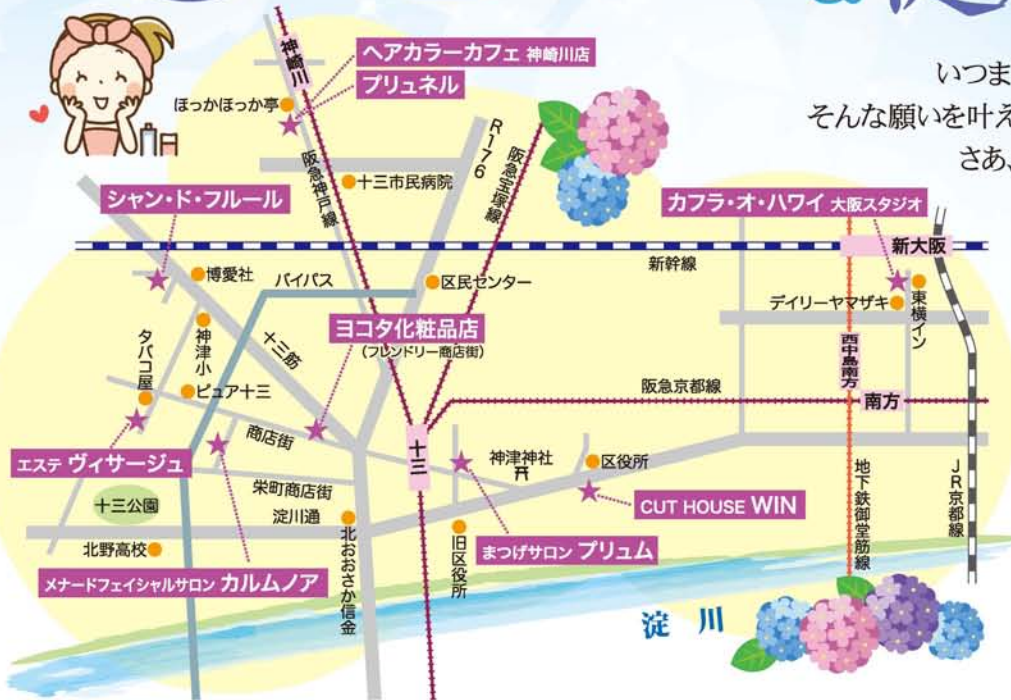 いつま
そんな願いを叶え
さあ、
神崎川
ヘアカラーカフェ 神崎川店
プリュネル
ほっかほっか亭
阪急神戸線
R176
阪急宝塚線
十三市民病院
シャン・ド・フルール
カフラ・オ・ハワイ 大阪スタジオ
新大阪
新幹線
博愛社
バイパス
区民センター
デイリーヤマザキ
東横イン
ヨコタ化粧品店
(フレンドリー商店街)
神津小
十三筋
タバコ屋
ピュア十三
西中島南方
阪急京都線
南方
商店街
十三
神津神社
区役所
エステ ヴィサージュ
栄町商店街
十三公園
淀川通
CUT HOUSE WIN
地下鉄御堂筋線
JR京都線
北野高校
北おおさか信金
旧区役所
まつげサロン プリュム
メナードフェイシャルサロン カルムノア
淀川